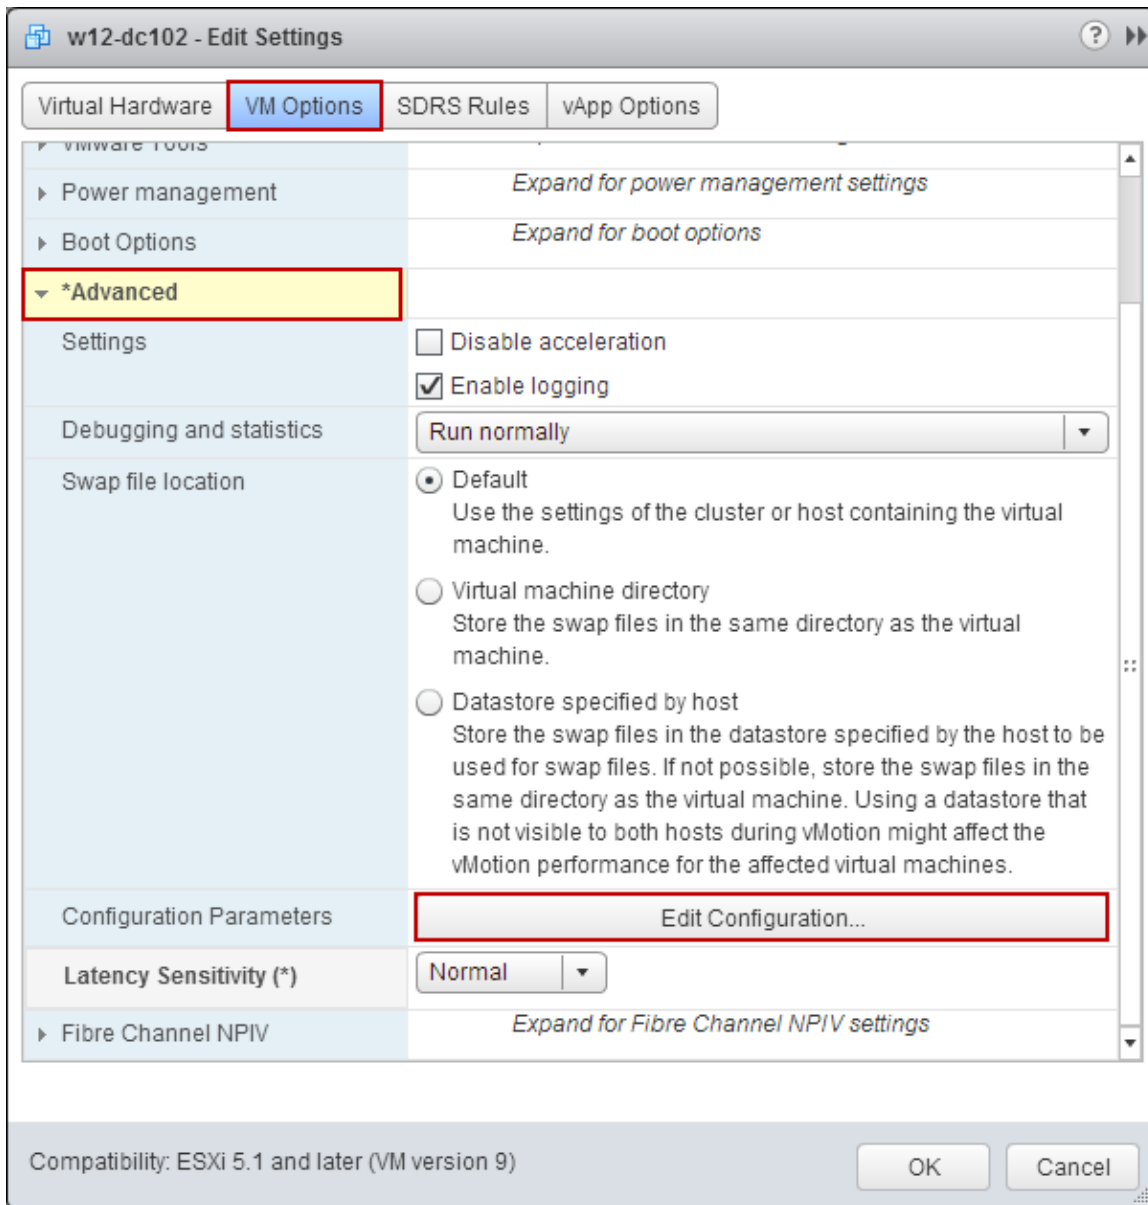 w12-dc102 - Edit Settings
?
Virtual Hardware VM Options SDRS Rules vApp Options
VMware Tools
Power management Expand for power management settings
Boot Options Expand for boot options
*Advanced
Settings Disable acceleration
Enable logging
Debugging and statistics Run normally
Swap file location Default
Use the settings of the cluster or host containing the virtual
machine.
Virtual machine directory
Store the swap files in the same directory as the virtual
machine.
Datastore specified by host
Store the swap files in the datastore specified by the host to be
used for swap files. If not possible, store the swap files in the
same directory as the virtual machine. Using a datastore that
is not visible to both hosts during vMotion might affect the
vMotion performance for the affected virtual machines.
Configuration Parameters Edit Configuration...
Latency Sensitivity (*) Normal
Fibre Channel NPIV Expand for Fibre Channel NPIV settings
Compatibility: ESXi 5.1 and later (VM version 9) OK Cancel